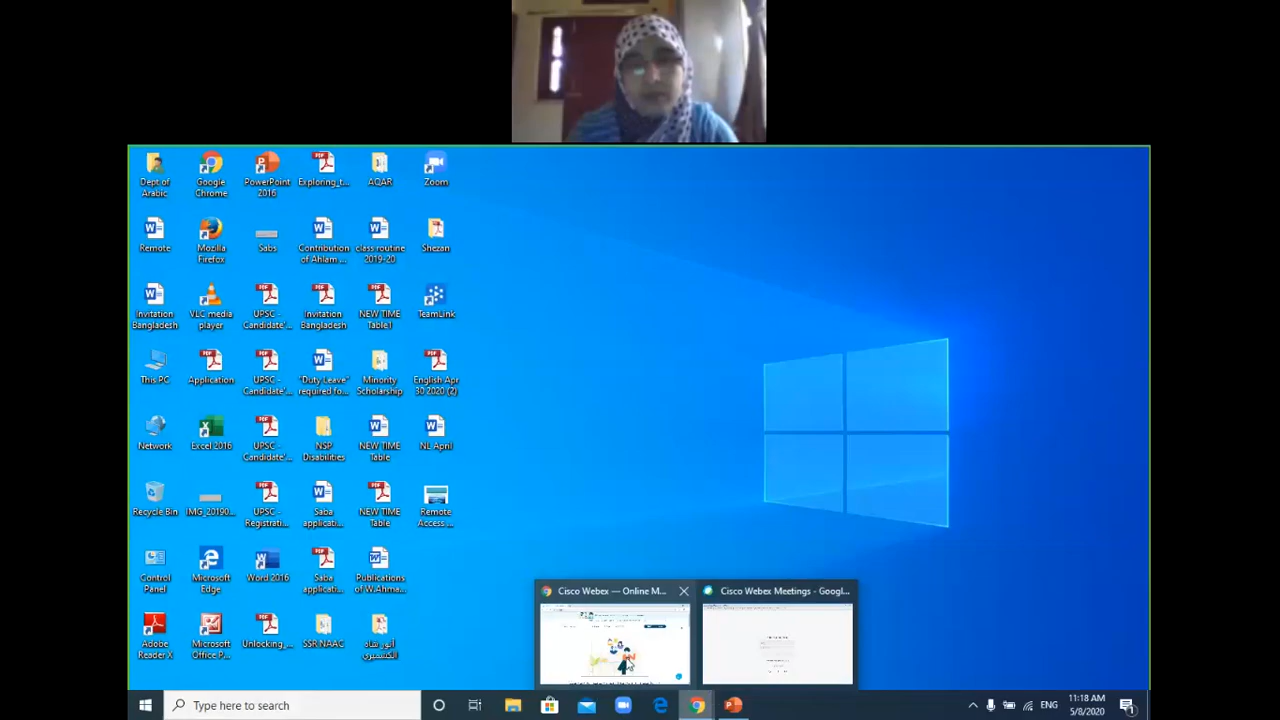 Dept of
Arabic
Google
Chrome
PowerPoint
2016
Exploring_t...
AQAR
Zoom
Remote
Mozilla
Firefox
Sabs
Contribution
of Ahlam ...
class routine
2019-20
Shezan
Invitation
Bangladesh
VLC media
player
UPSC -
Candidate'...
Invitation
Bangladesh
NEW TIME
Table1
TeamLink
This PC
Application
UPSC -
Candidate'...
"Duty Leave"
required fo...
Minonty
Scholarship
English Apr
30 2020 (2)
Network
Excel 2016
UPSC -
Candidate'...
NSP
Disabilities
NEW TIME
Table
NL April
Recycle Bin
IMG_20190...
UPSC -
Registrati...
Saba
applicati...
NEW TIME
Table
Remote
Access ...
Control
Panel
Microsoft
Edge
Word 2016
Saba
applicati...
Publications
of W.Ahma...
Adobe
Reader X
Microsoft
Office P...
Unlocking_...
SSR NAAC
أنور شاه
الكشميري
Cisco Webex — Online M...
Cisco Webex Meetings - Googl...
Type here to search
ENG
11:18 AM
5/8/2020